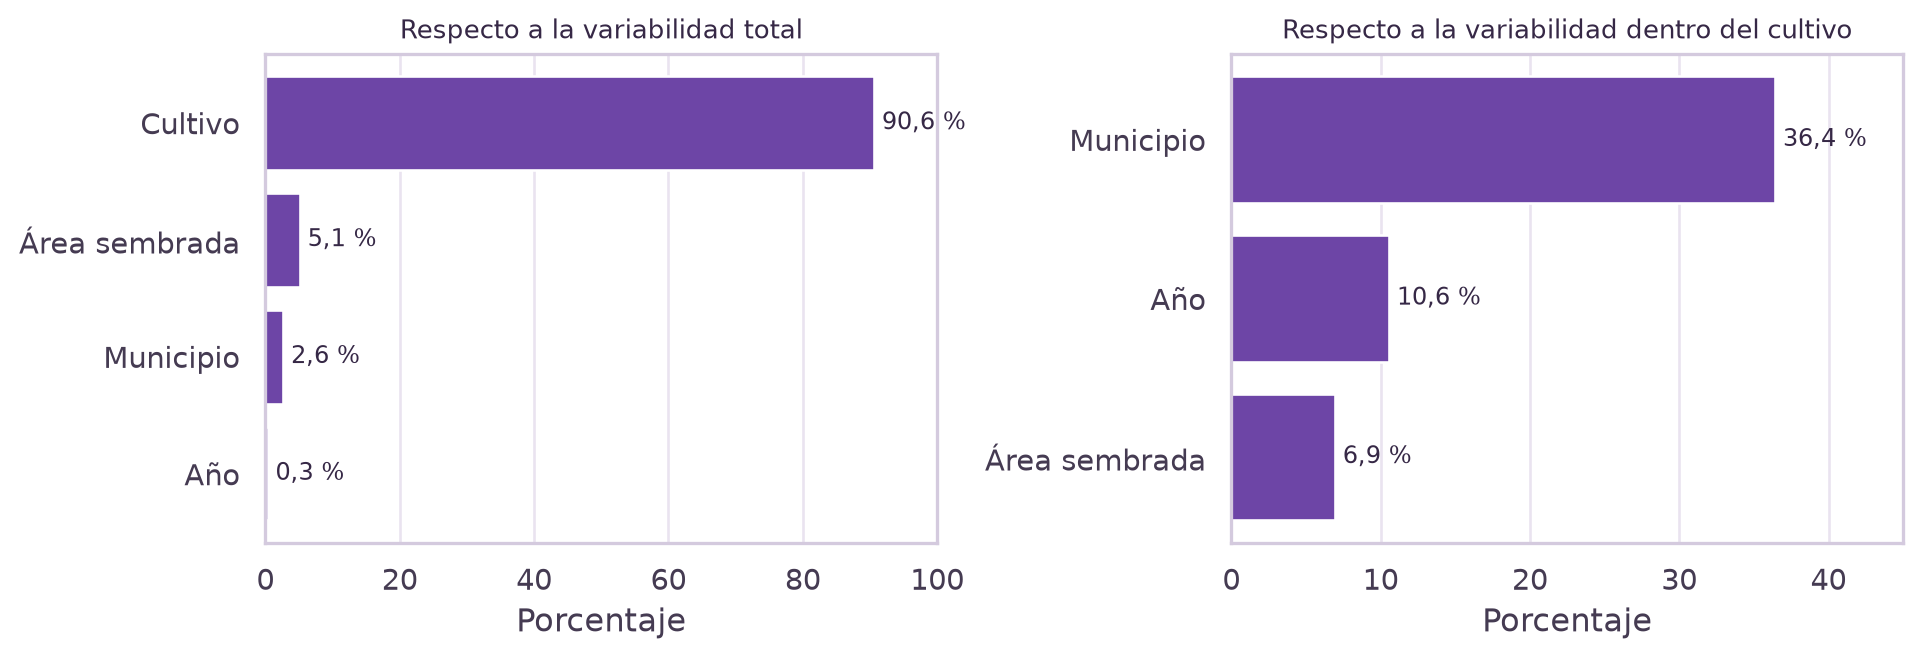 Respecto a la variabilidad total
Cultivo
90,6 %
Área sembrada
5,1 %
Municipio
2,6 %
Año
0,3 %
0 20 40 60 80 100
Porcentaje
Respecto a la variabilidad dentro del cultivo
Municipio
36,4 %
Año
10,6 %
Área sembrada
6,9 %
0 10 20 30 40
Porcentaje